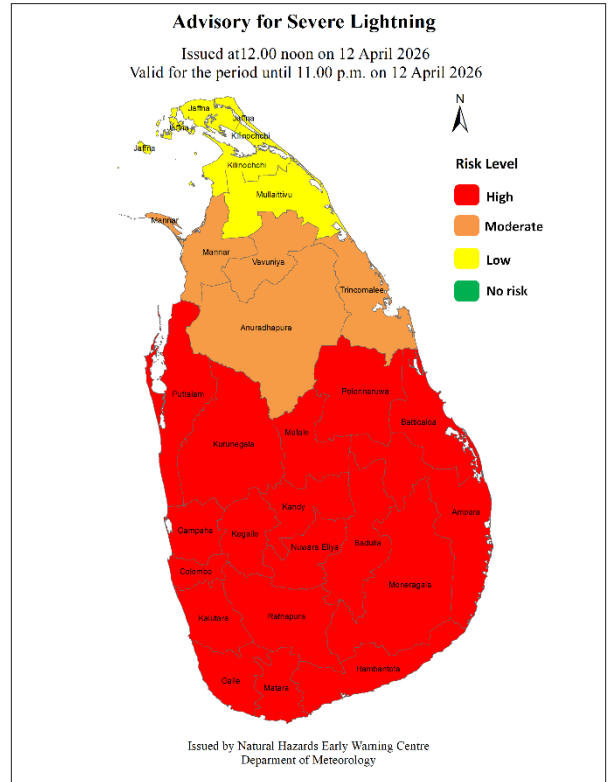 Advisory for Severe Lightning
Issued at12.00 noon on 12 April 2026
Valid for the period until 11.00 p.m. on 12 April 2026
N
Risk Level
High
Moderate
Low
No risk
Jaffna
Jaffna
Jaffna
Kilinochchi
Jaffna
Kilinochchi
Mullaittivu
Mannar
Mannar
Vavuniya
Trincomalee
Anuradhapura
Puttalam
Polonnaruwa
Batticaloa
Kurunegala
Matale
Kandy
Ampara
Gampaha
Kegalle
Nuwara Eliya
Badulla
Colombo
Moneragala
Kalutara
Ratnapura
Hambantota
Galle
Matara
Issued by Natural Hazards Early Warning Centre
Deparment of Meteorology